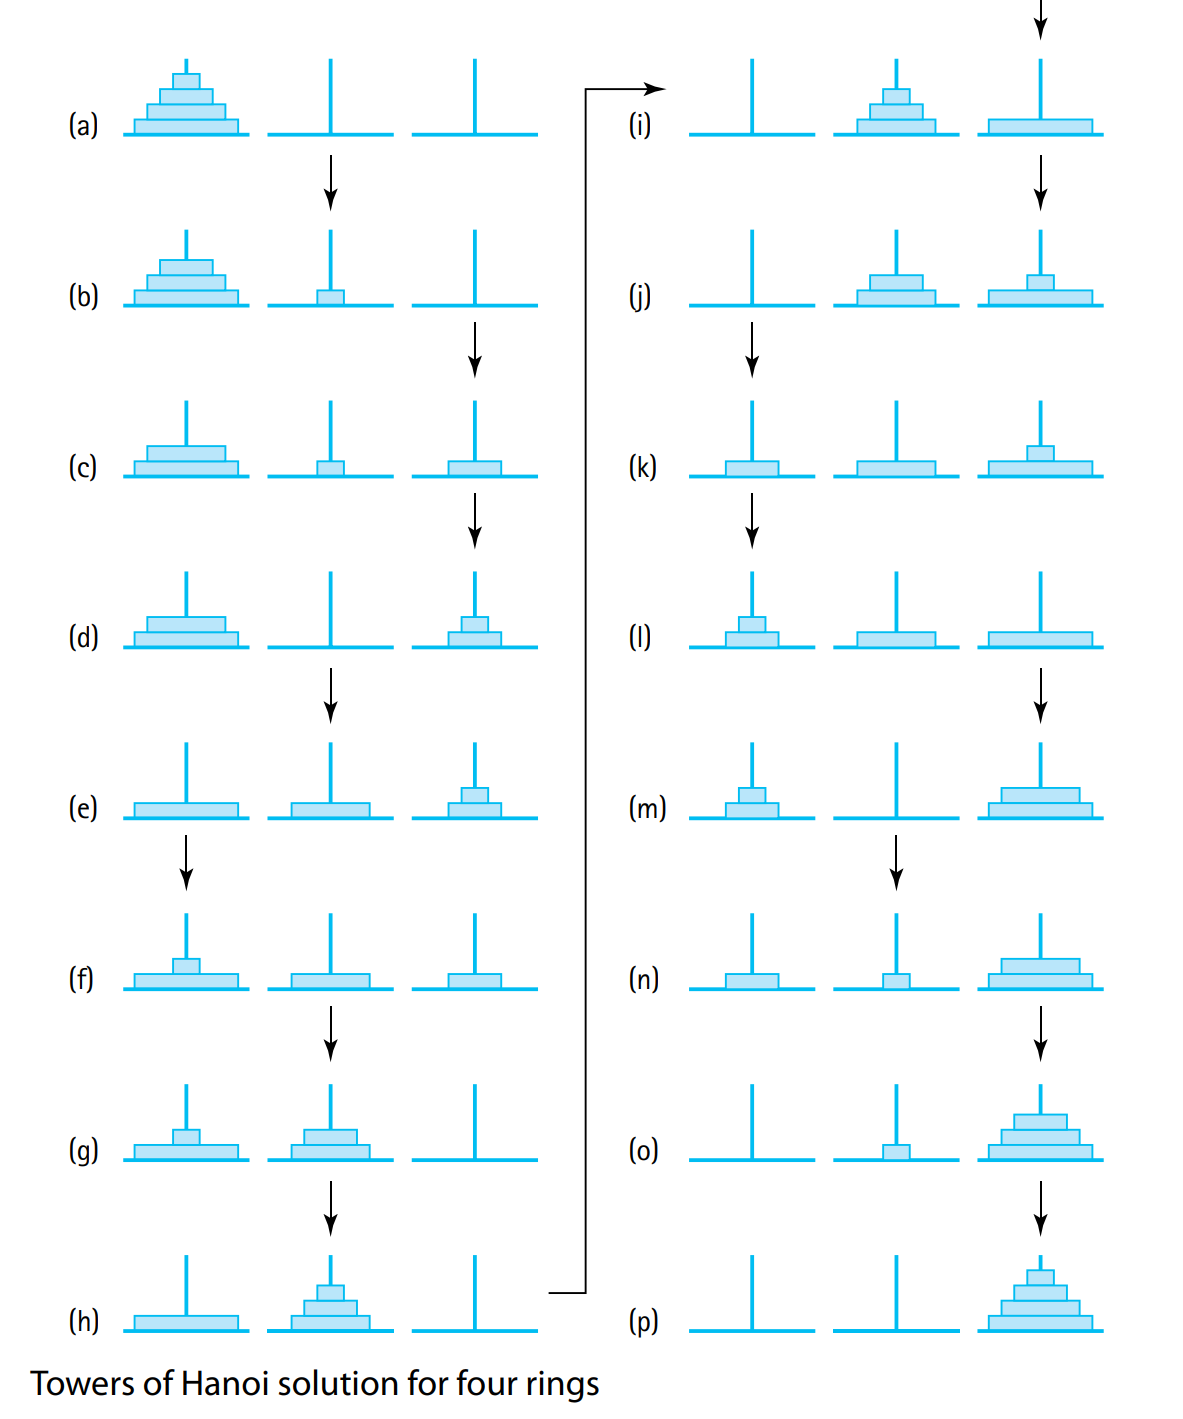 (a)
(b)
(c)
(d)
(e)
(f)
(g)
(h)
(i)
(j)
(k)
(l)
(m)
(n)
(o)
(p)
Towers of Hanoi solution for four rings